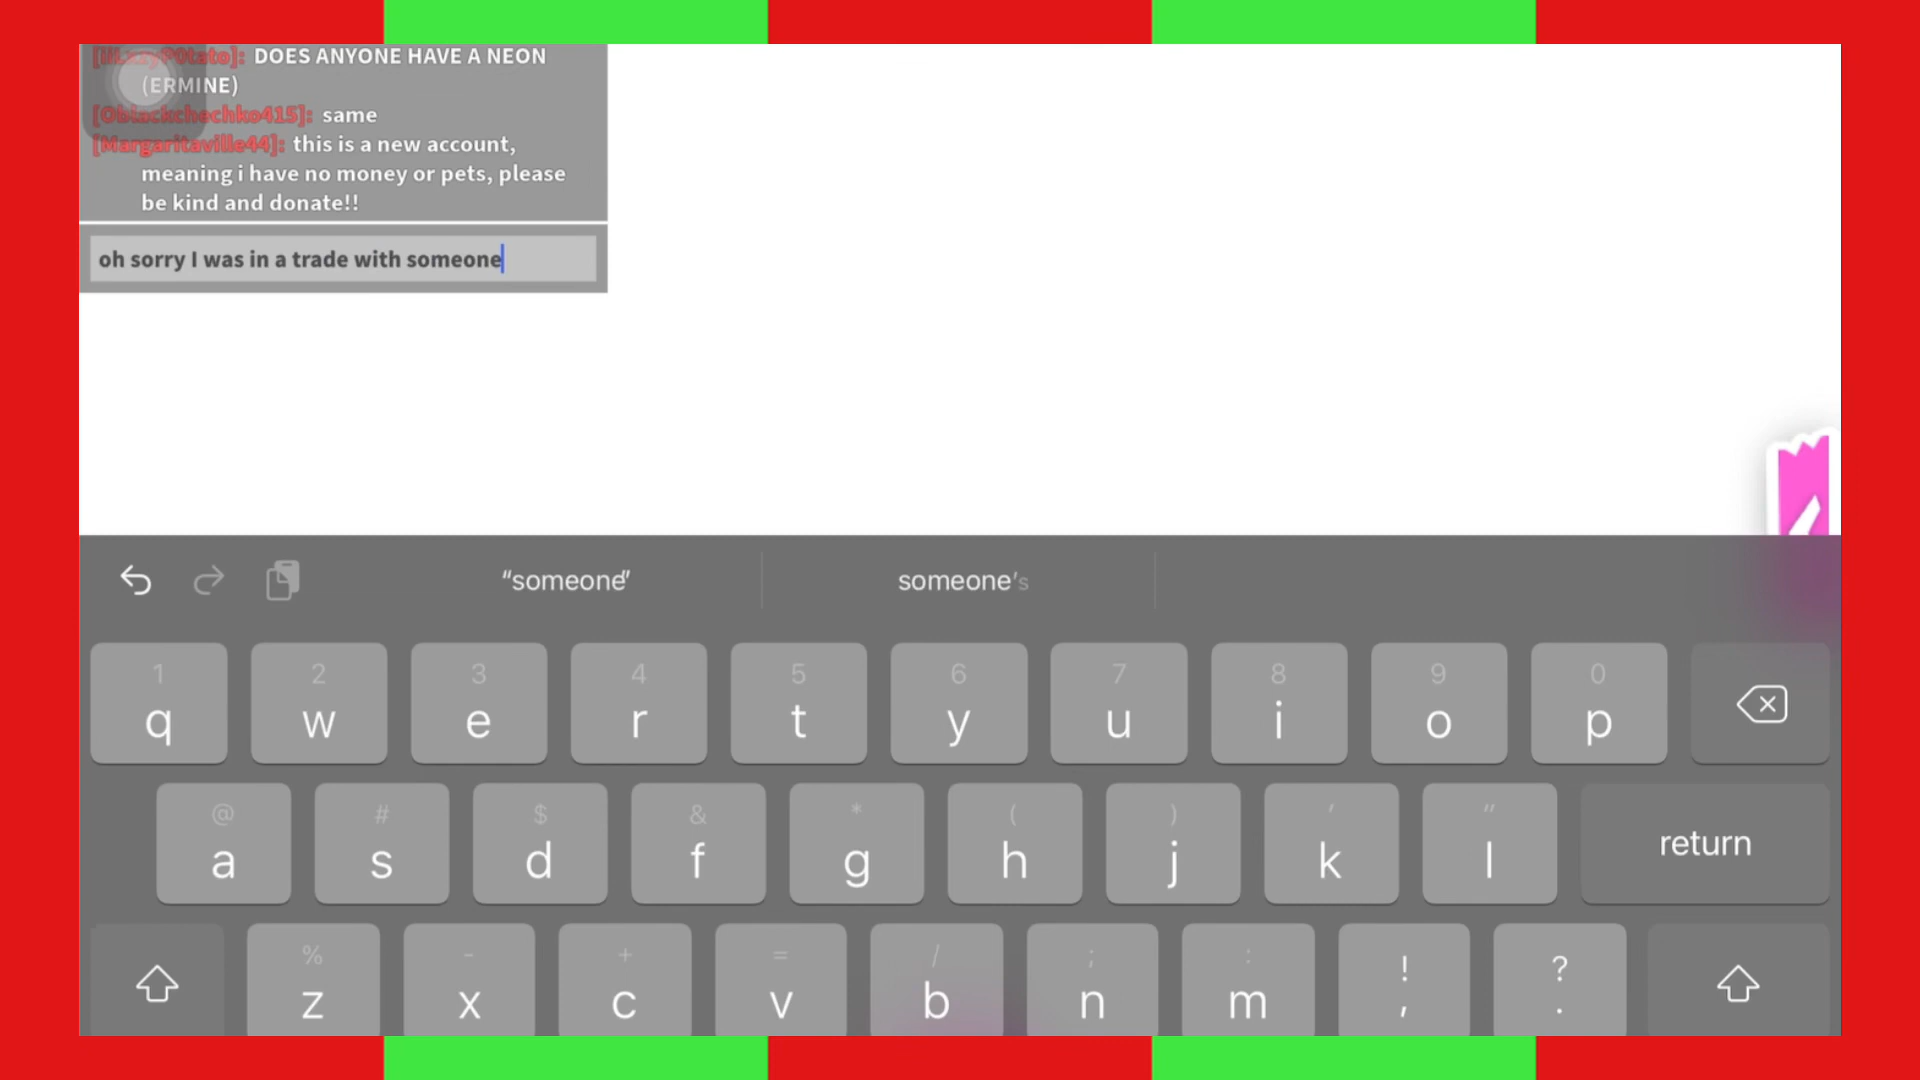 DOES ANYONE HAVE A NEON
(ERMINE)
same
[Margaritaville44]: this is a new account,
meaning i have no money or pets, please
be kind and donate!!
oh sorry I was in a trade with someone
“someone” someone's
1 2 3 4 5 6 7 8 9 0
q w e r t y u i o p
@ # $ & * ( ) ' "
a s d f g h j k l return
% - + = / ; : ! ?
z x c v b n m , .